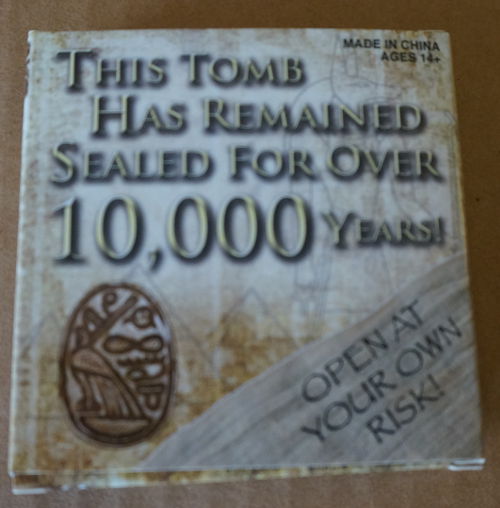 MADE IN CHINA
AGES 14+
THIS TOMB
HAS REMAINED
SEALED FOR OVER
10,000 YEARS!
OPEN AT
YOUR OWN
RISK!